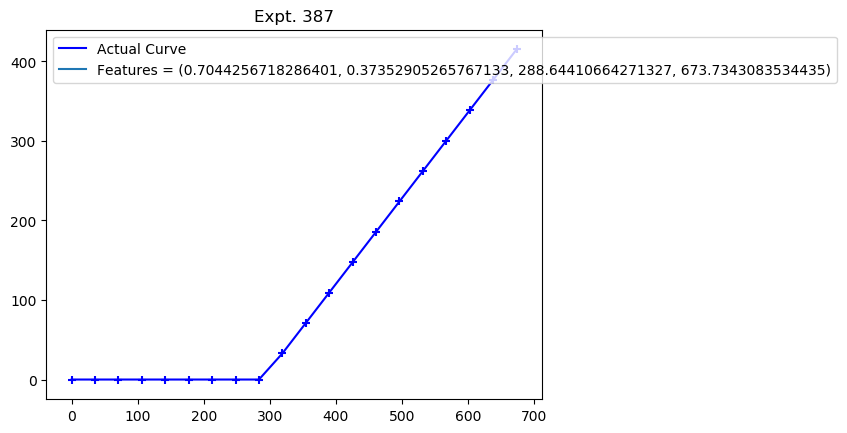 Expt. 387
Actual Curve
Features = (0.7044256718286401, 0.37352905265767133, 288.64410664271327, 673.7343083534435)
400
300
200
100
0
0 100 200 300 400 500 600 700